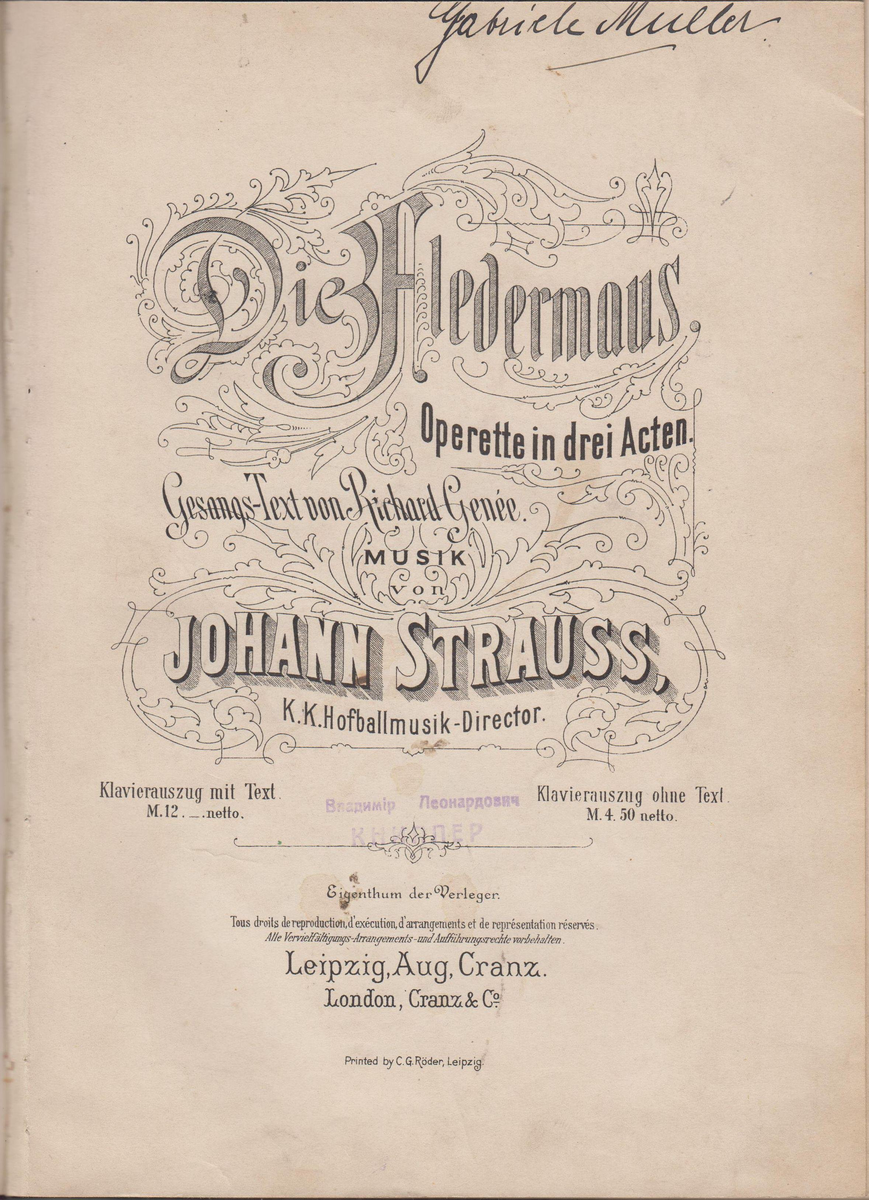 Gabriele Müller.
Die Fledermaus.
Operette in drei Acten.
Gesangs-Text von Richard Genée.
MUSIK
von
JOHANN STRAUSS,
K.K. Hofballmusik-Director.
Klavierauszug mit Text.
M.12._.netto.
Klavierauszug ohne Text.
M.4.50 netto.
Владимір Леонардович
Eigenthum der Verleger.
Tous droits de reproduction, d'exécution, d'arrangements et de représentation réservés.
Alle Vervielfältigungs-Arrangements-und Aufführungsrechte vorbehalten.
Leipzig, Aug, Cranz.
London, Cranz & Co.
Printed by C.G. Röder, Leipzig.